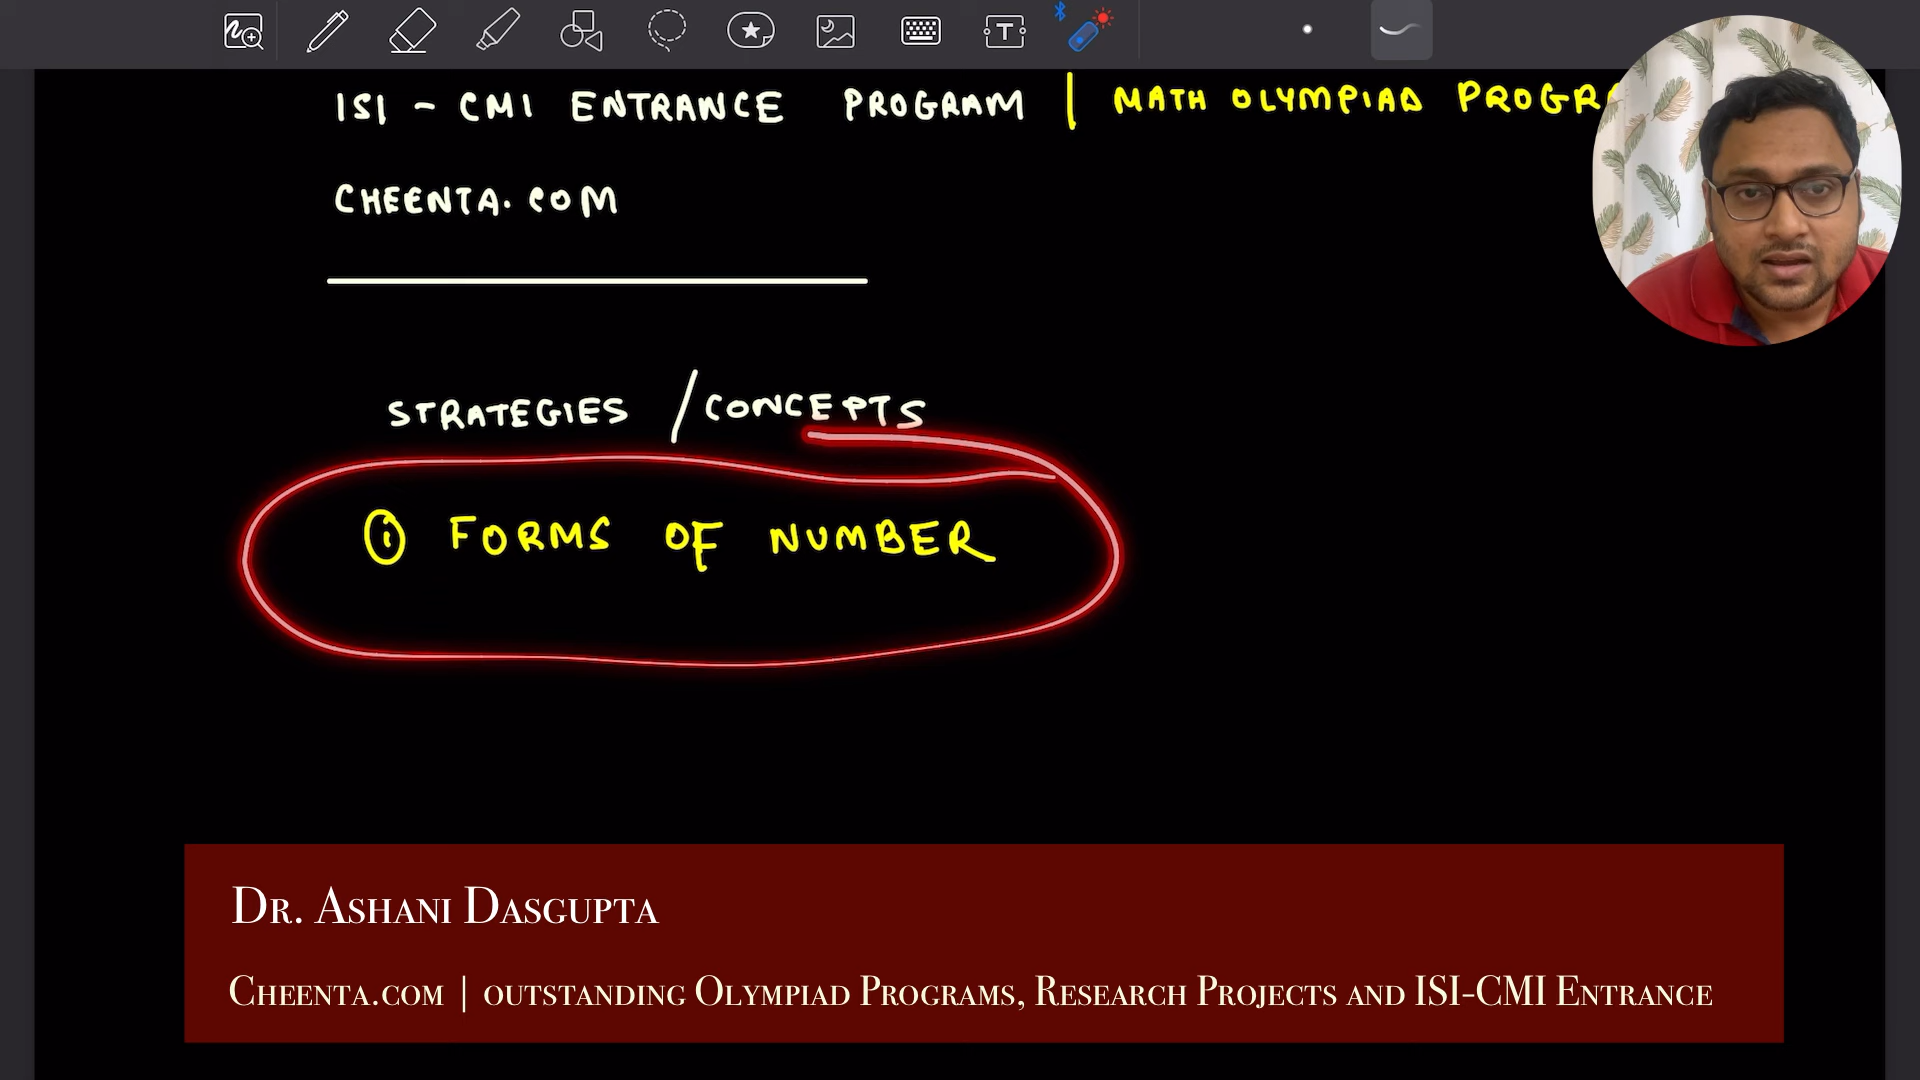 ISI - CMI ENTRANCE PROGRAM | MATH OLYMPIAD PROGR
CHEENTA.COM
STRATEGIES / CONCEPTS
① FORMS OF NUMBER
Dr. Ashani Dasgupta
Cheenta.com | outstanding Olympiad Programs, Research Projects and ISI-CMI Entrance